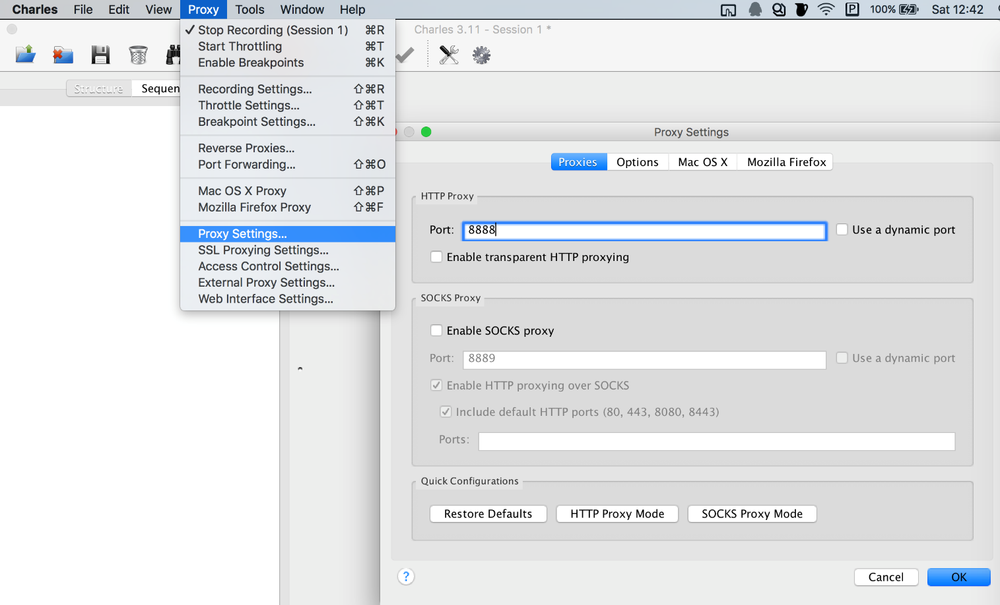 Charles File Edit View Proxy Tools Window Help P 100% Sat 12:42
Charles 3.11 - Session 1 *
✓ Stop Recording (Session 1) ⌘R
Start Throttling ⌘T
Enable Breakpoints ⌘K
Recording Settings... ⇧⌘R
Throttle Settings... ⇧⌘T
Breakpoint Settings... ⇧⌘K
Reverse Proxies...
Port Forwarding... ⇧⌘O
Mac OS X Proxy ⇧⌘P
Mozilla Firefox Proxy ⇧⌘F
Proxy Settings...
SSL Proxying Settings...
Access Control Settings...
External Proxy Settings...
Web Interface Settings...
Structure Sequen
Proxy Settings
Proxies Options Mac OS X Mozilla Firefox
HTTP Proxy
Port: 8888 Use a dynamic port
Enable transparent HTTP proxying
SOCKS Proxy
Enable SOCKS proxy
Port: 8889 Use a dynamic port
Enable HTTP proxying over SOCKS
Include default HTTP ports (80, 443, 8080, 8443)
Ports:
Quick Configurations
Restore Defaults HTTP Proxy Mode SOCKS Proxy Mode
? Cancel OK